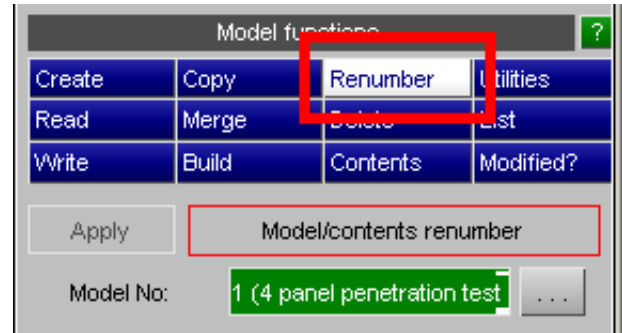 Model functions ?
Create Copy Renumber Utilities
Read Merge Delete List
Write Build Contents Modified?
Apply Model/contents renumber
Model No: 1 (4 panel penetration test ...